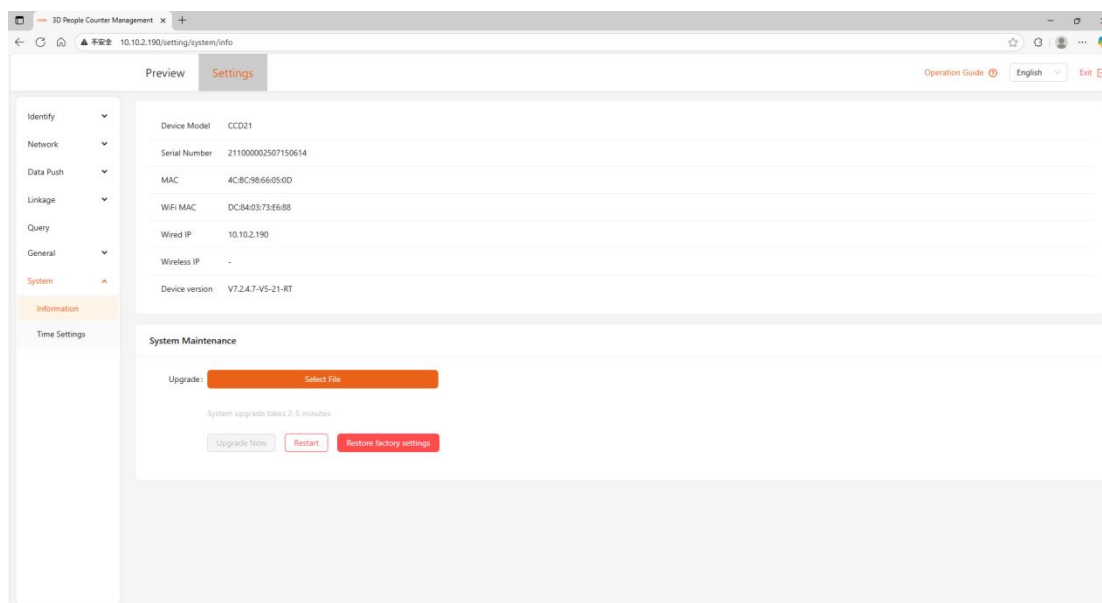 3D People Counter Management
不安全 10.10.2.190/setting/system/info
Preview Settings Operation Guide English Exit
Identify
Network
Data Push
Linkage
Query
General
System
Information
Time Settings
Device Model CCD21
Serial Number 211000002507150614
MAC 4C:BC:98:66:05:0D
WiFi MAC DC:84:03:73:E6:88
Wired IP 10.10.2.190
Wireless IP -
Device version V7.2.4.7-VS-21-RT
System Maintenance
Upgrade: Select File
System upgrade takes 2-5 minutes
Upgrade Now Restart Restore factory settings